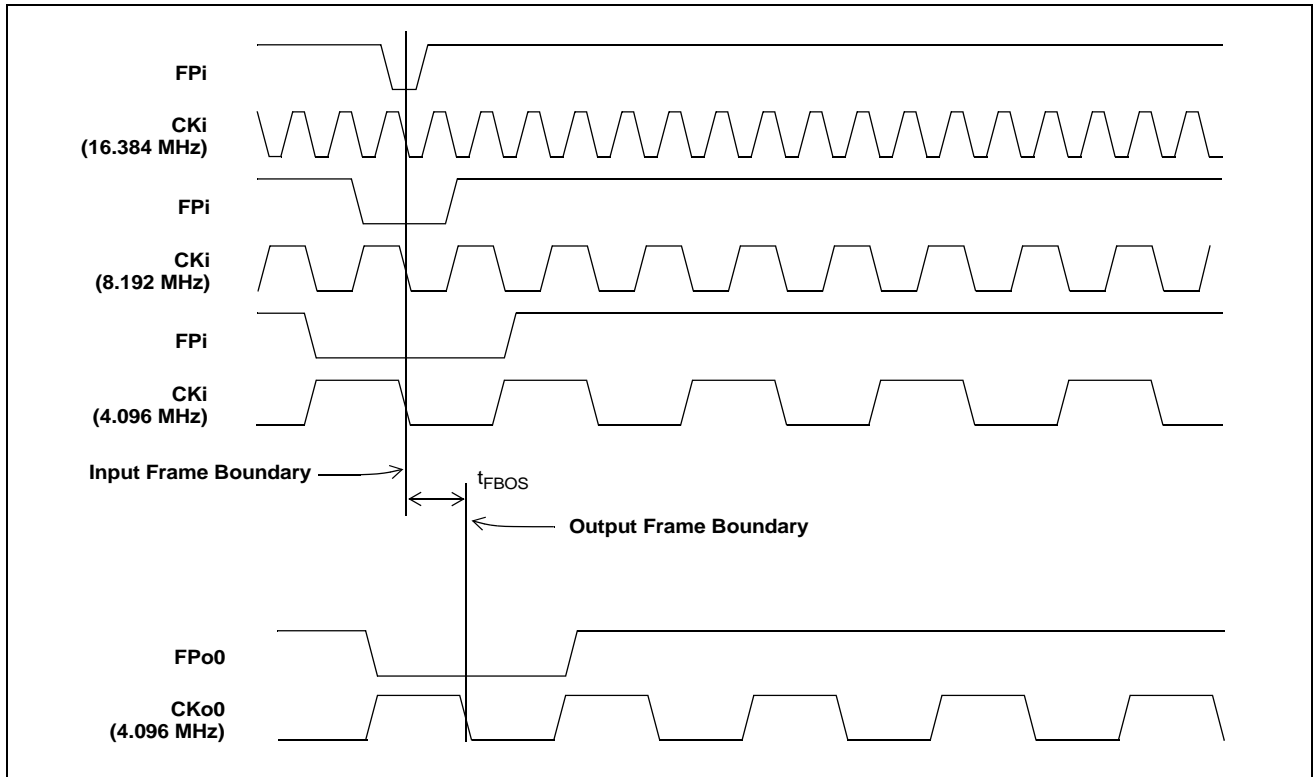 FPi
CKi
(16.384 MHz)
FPi
CKi
(8.192 MHz)
FPi
CKi
(4.096 MHz)
Input Frame Boundary
tFBOS
Output Frame Boundary
FPo0
CKo0
(4.096 MHz)